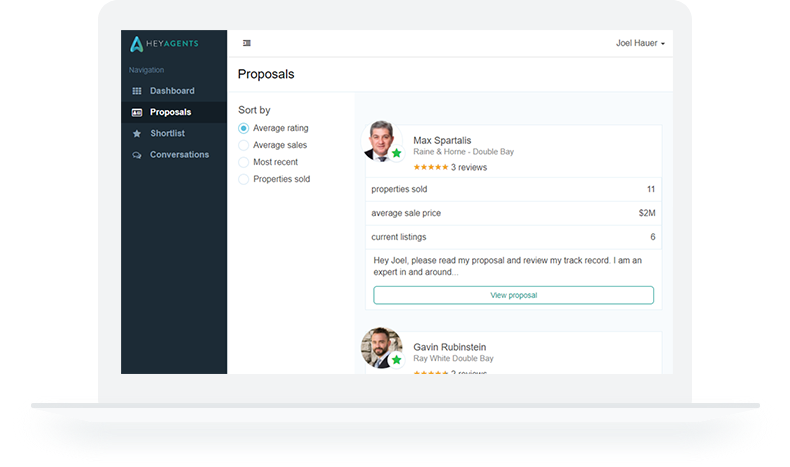 HEYAGENTS
Joel Hauer
Navigation
Dashboard
Proposals
Shortlist
Conversations
Proposals
Sort by
Average rating
Average sales
Most recent
Properties sold
Max Spartalis
Raine & Horne - Double Bay
3 reviews
properties sold 11
average sale price $2M
current listings 6
Hey Joel, please read my proposal and review my track record. I am an
expert in and around...
View proposal
Gavin Rubinstein
Ray White Double Bay
2 reviews